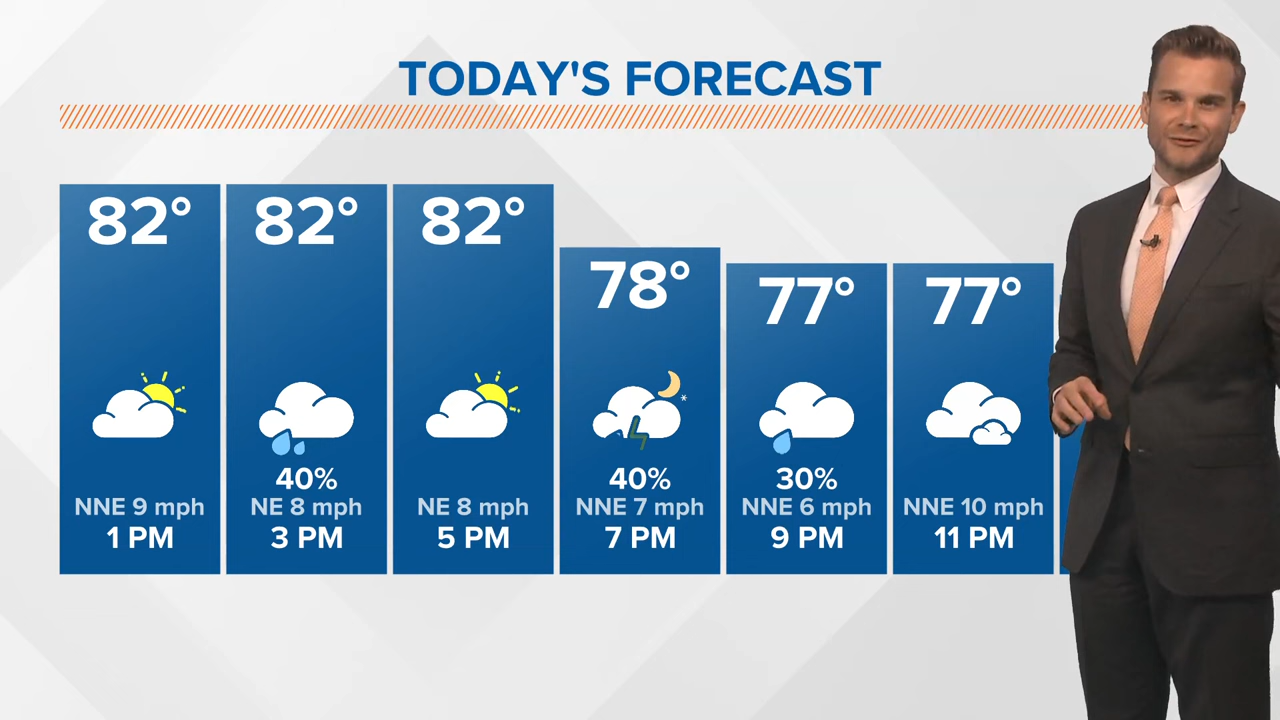 TODAY'S FORECAST
82° 82° 82° 78° 77° 77°
40% 40% 30%
NNE 9 mph NE 8 mph NE 8 mph NNE 7 mph NNE 6 mph NNE 10 mph
1 PM 3 PM 5 PM 7 PM 9 PM 11 PM